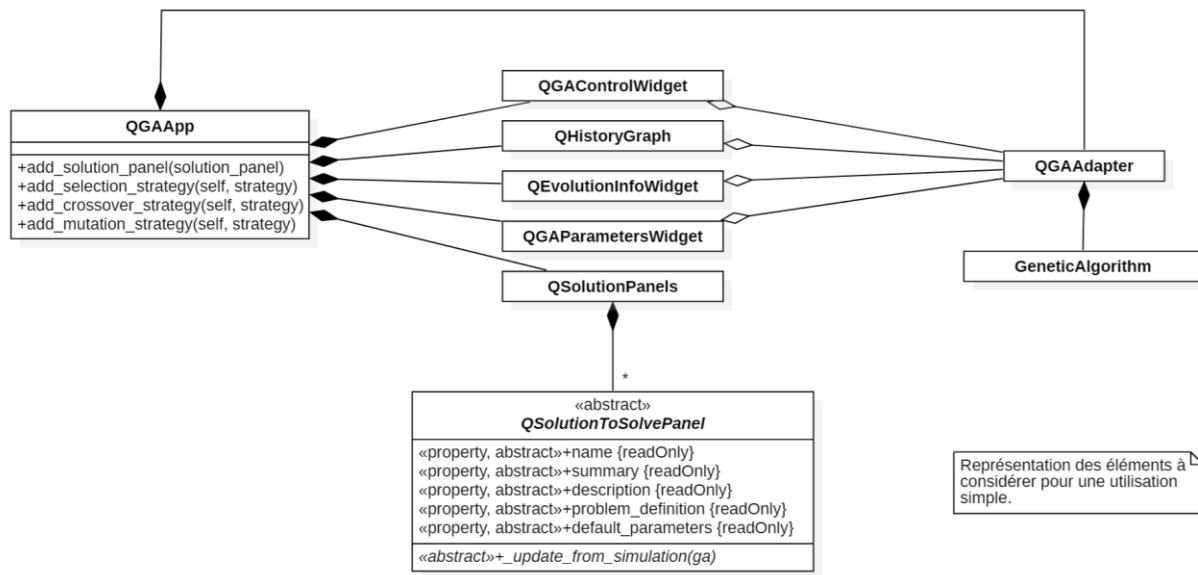 QGAControlWidget
QGAApp
+add_solution_panel(solution_panel)
+add_selection_strategy(self, strategy)
+add_crossover_strategy(self, strategy)
+add_mutation_strategy(self, strategy)
QHistoryGraph
QEvolutionInfoWidget
QGAParametersWidget
QSolutionPanels
QGAAdapter
GeneticAlgorithm
*
«abstract»
QSolutionToSolvePanel
«property, abstract»+name {readOnly}
«property, abstract»+summary {readOnly}
«property, abstract»+description {readOnly}
«property, abstract»+problem_definition {readOnly}
«property, abstract»+default_parameters {readOnly}
«abstract»+_update_from_simulation(ga)
Représentation des éléments à
considérer pour une utilisation
simple.